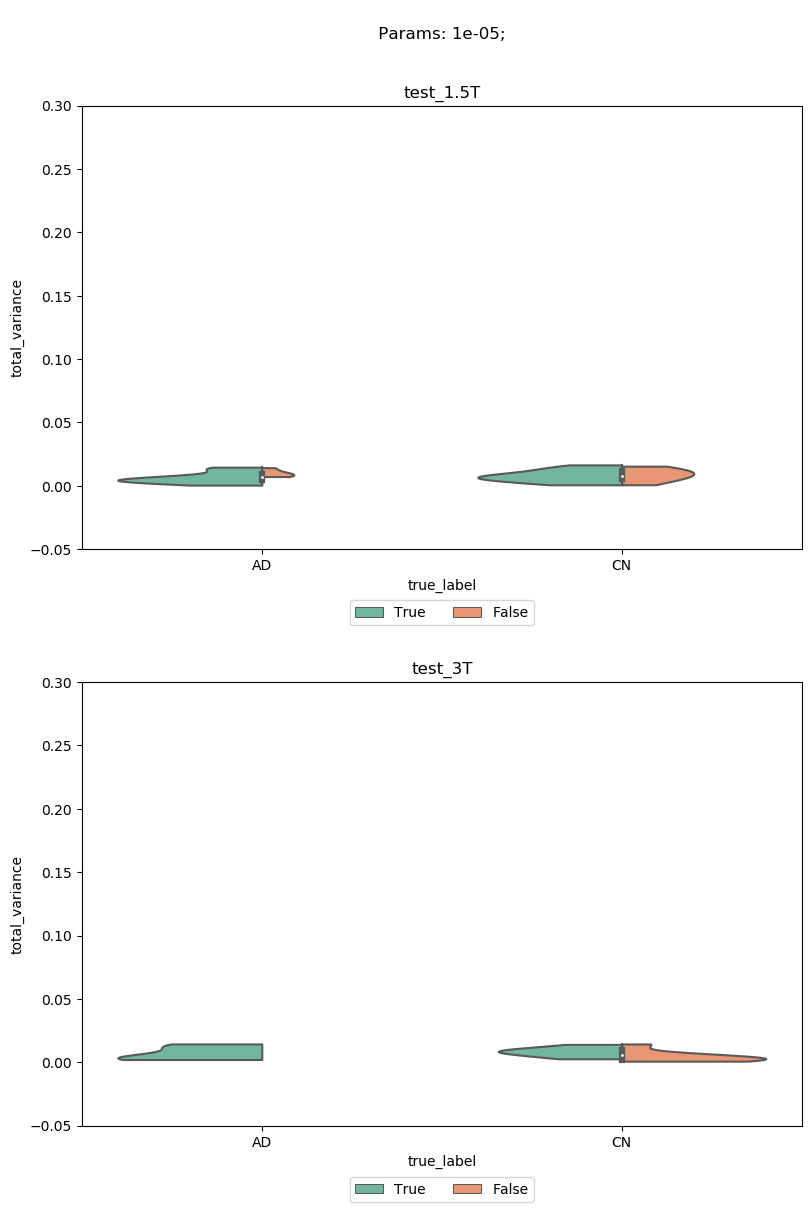 Params: 1e-05;
test_1.5T
0.30
0.25
0.20
0.15
0.10
0.05
0.00
−0.05
total_variance
AD CN
true_label
True False
test_3T
0.30
0.25
0.20
0.15
0.10
0.05
0.00
−0.05
total_variance
AD CN
true_label
True False